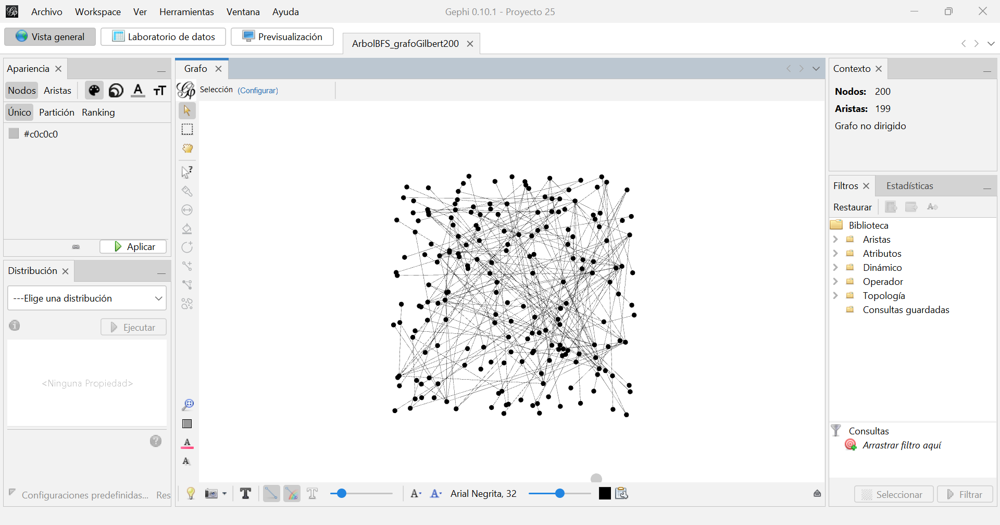 Archivo Workspace Ver Herramientas Ventana Ayuda
Gephi 0.10.1 - Proyecto 25
Vista general Laboratorio de datos Previsualización
ArbolBFS_grafoGilbert200
Apariencia
Nodos Aristas
Único Partición Ranking
#c0c0c0
Aplicar
Distribución
---Elige una distribución
Ejecutar
<Ninguna Propiedad>
Configuraciones predefinidas... Res
Grafo
Selección (Configurar)
Arial Negrita, 32
Contexto
Nodos: 200
Aristas: 199
Grafo no dirigido
Filtros Estadísticas
Restaurar
Biblioteca
Aristas
Atributos
Dinámico
Operador
Topología
Consultas guardadas
Consultas
Arrastrar filtro aquí
Seleccionar Filtrar